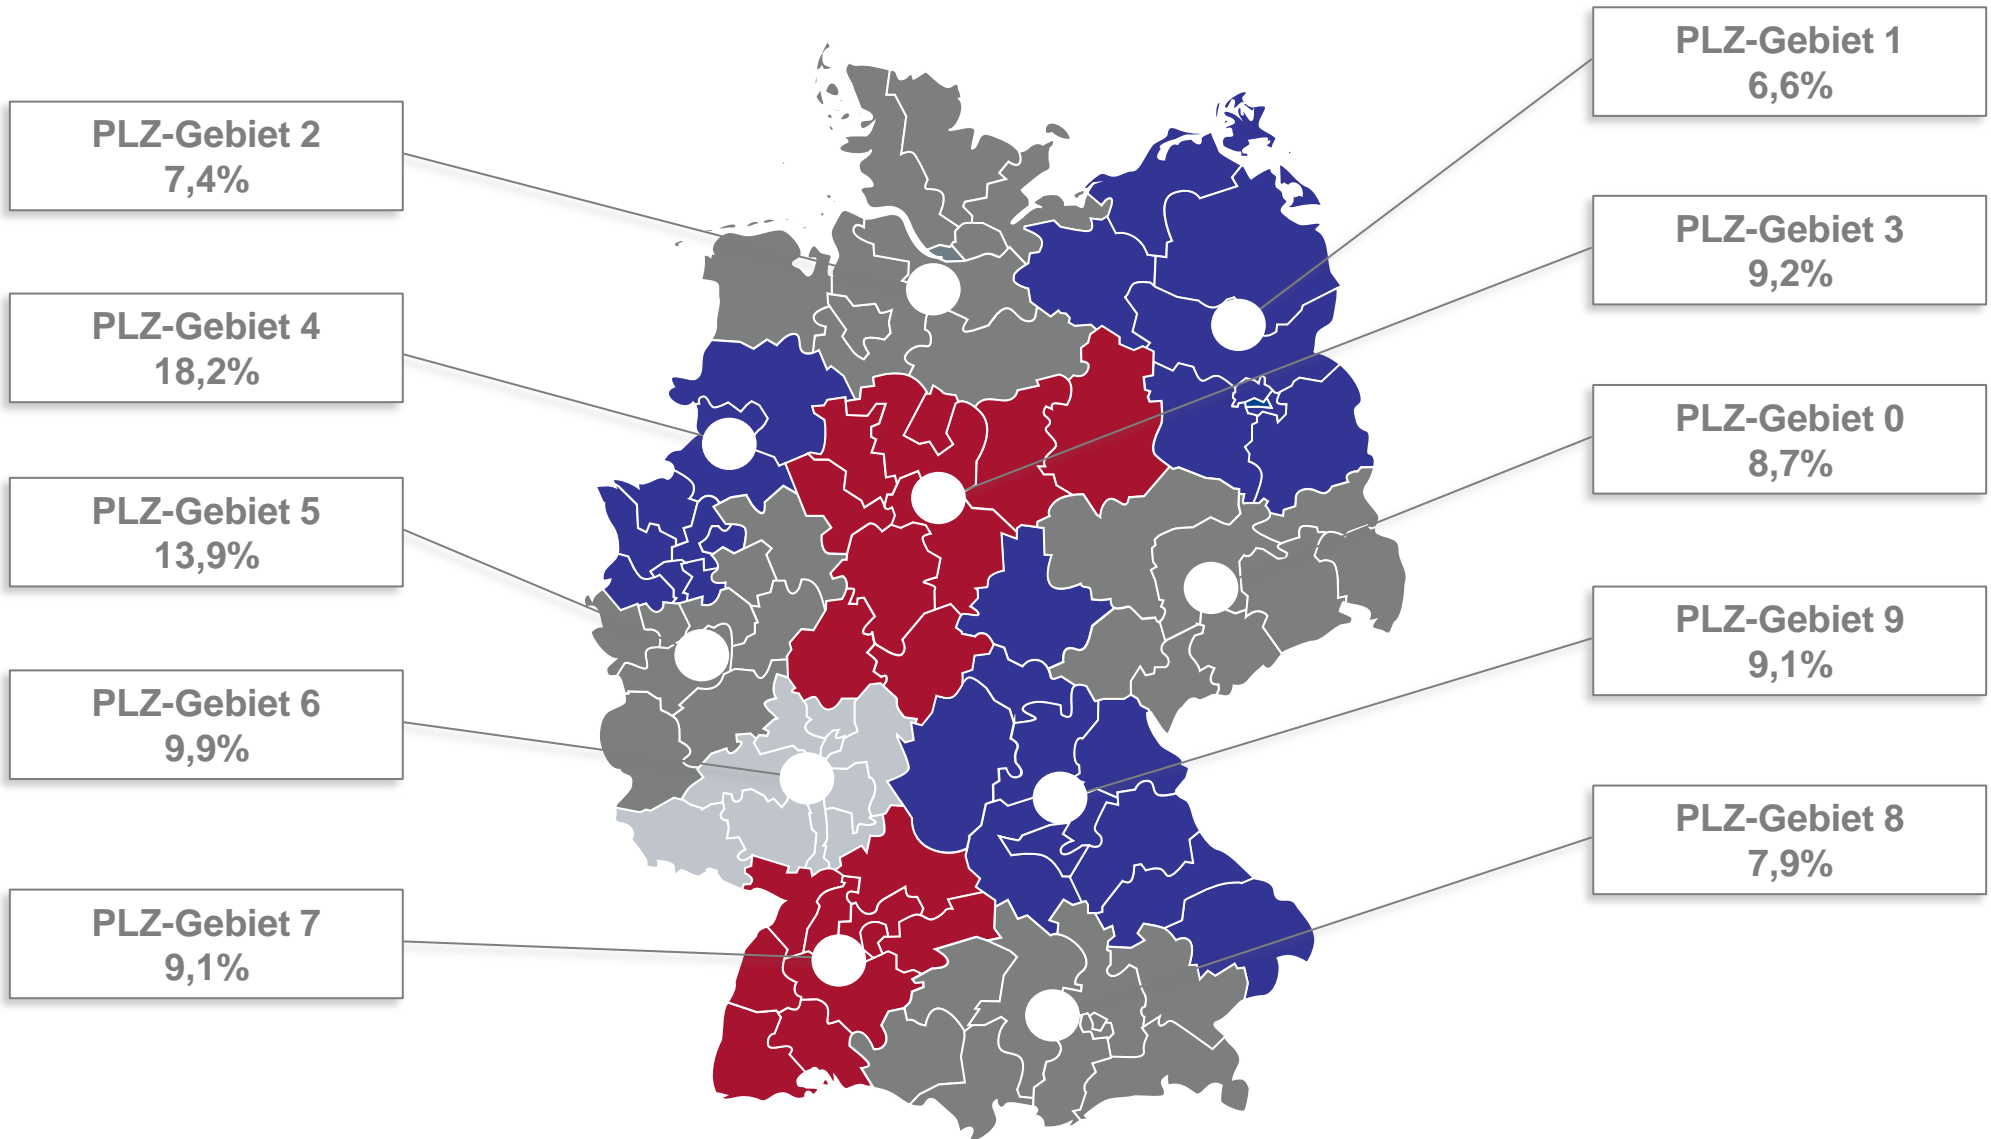 PLZ-Gebiet 2
7,4%
PLZ-Gebiet 4
18,2%
PLZ-Gebiet 5
13,9%
PLZ-Gebiet 6
9,9%
PLZ-Gebiet 7
9,1%
PLZ-Gebiet 1
6,6%
PLZ-Gebiet 3
9,2%
PLZ-Gebiet 0
8,7%
PLZ-Gebiet 9
9,1%
PLZ-Gebiet 8
7,9%